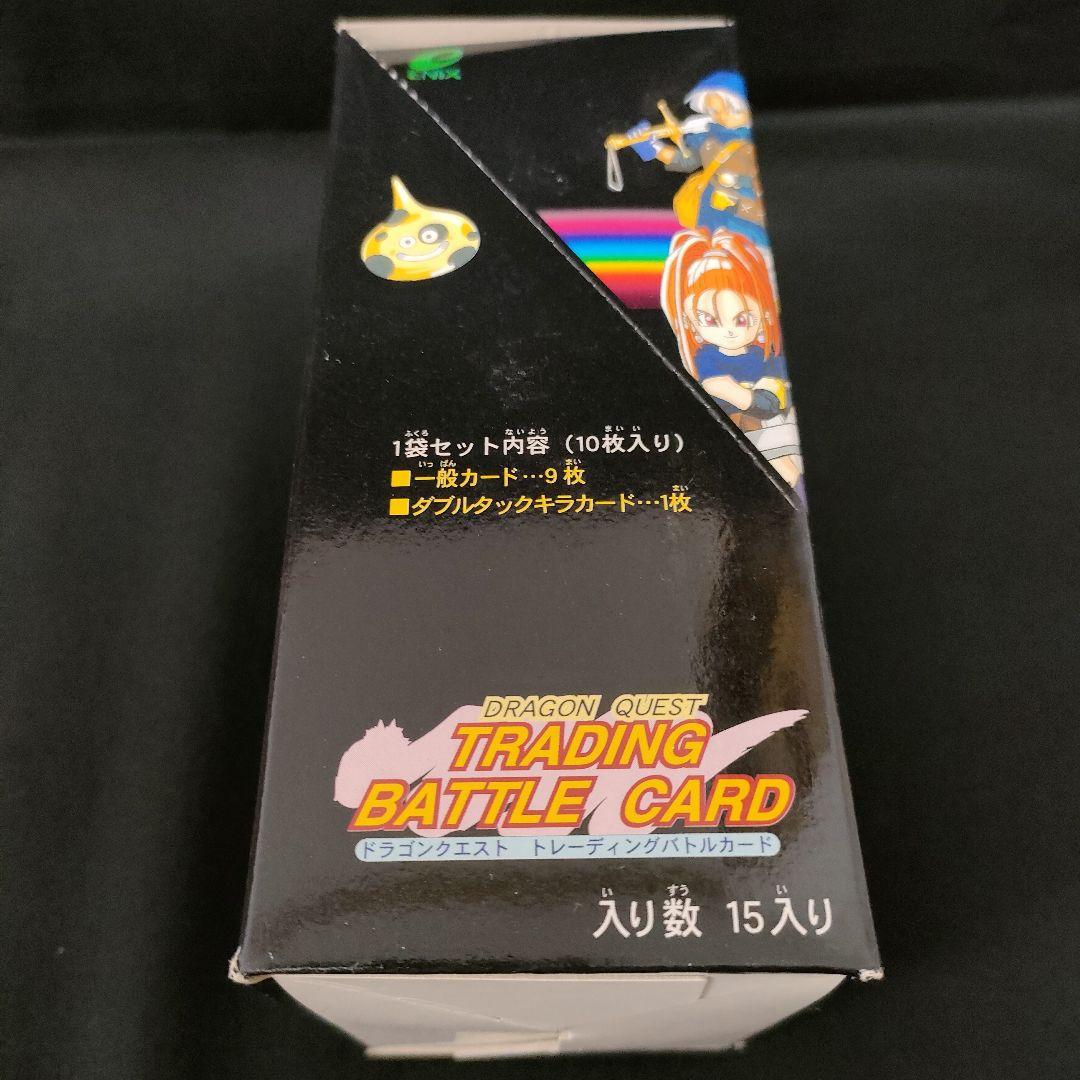 ENIX
1袋セット内容（10枚入り）
■一般カード…9枚
■ダブルタックキラカード…1枚
DRAGON QUEST
TRADING
BATTLE CARD
ドラゴンクエスト トレーディングバトルカード
入り数 15入り